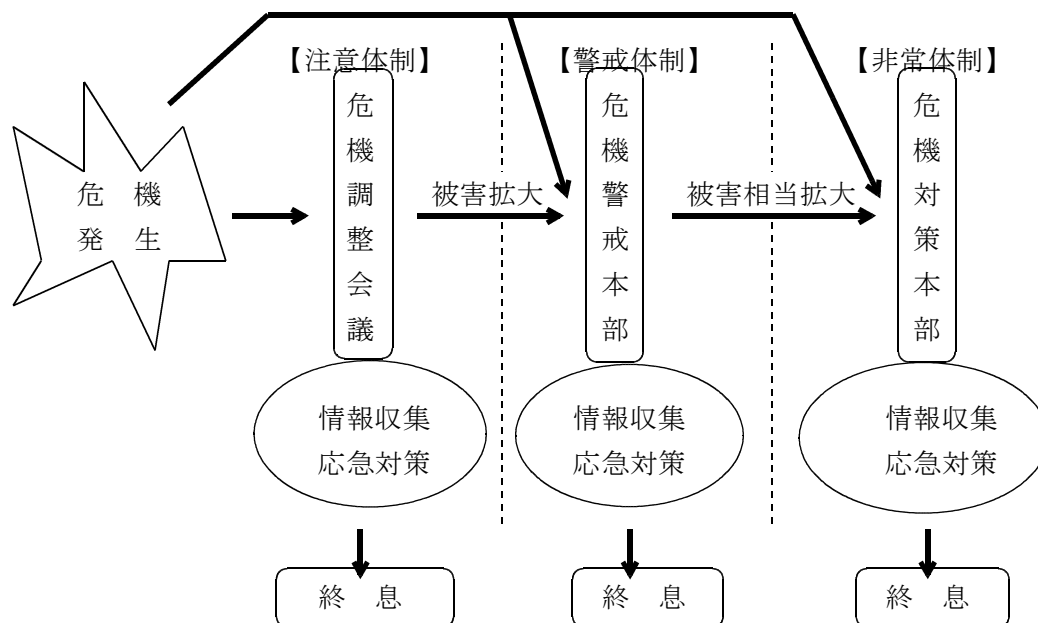 【注意体制】
【警戒体制】
【非常体制】
危　機
発　生
危機調整会議
被害拡大
危機警戒本部
被害相当拡大
危機対策本部
情報収集
応急対策
情報収集
応急対策
情報収集
応急対策
終　息
終　息
終　息